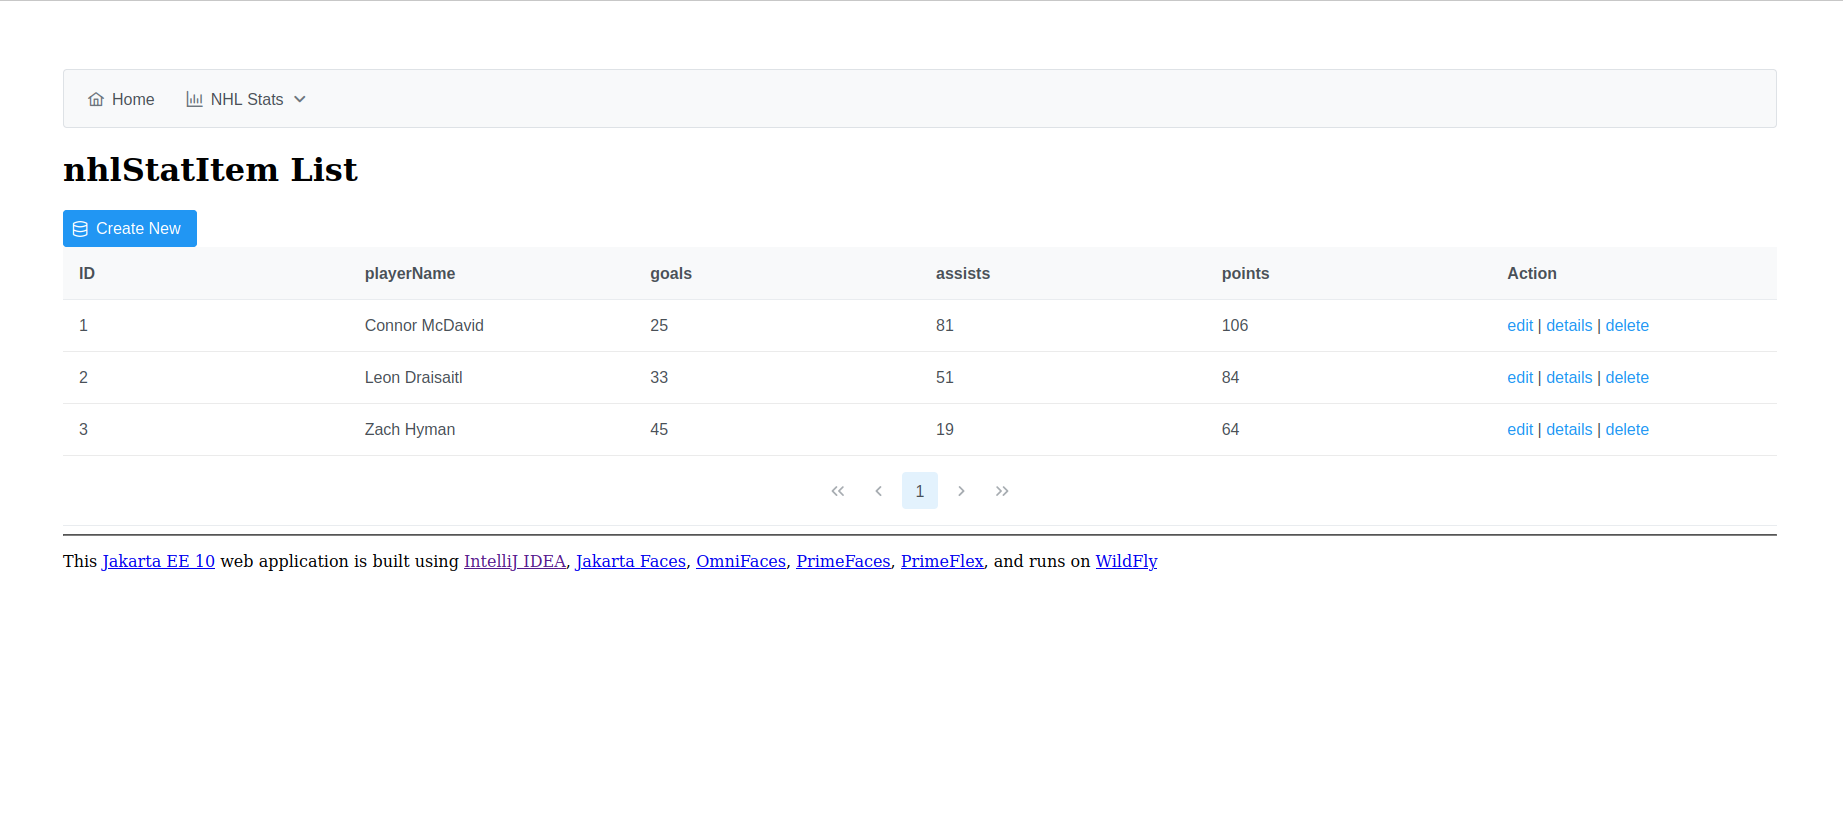 Home NHL Stats
nhlStatItem List
Create New
ID playerName goals assists points Action
1 Connor McDavid 25 81 106 edit | details | delete
2 Leon Draisaitl 33 51 84 edit | details | delete
3 Zach Hyman 45 19 64 edit | details | delete
1
This Jakarta EE 10 web application is built using IntelliJ IDEA, Jakarta Faces, OmniFaces, PrimeFaces, PrimeFlex, and runs on WildFly